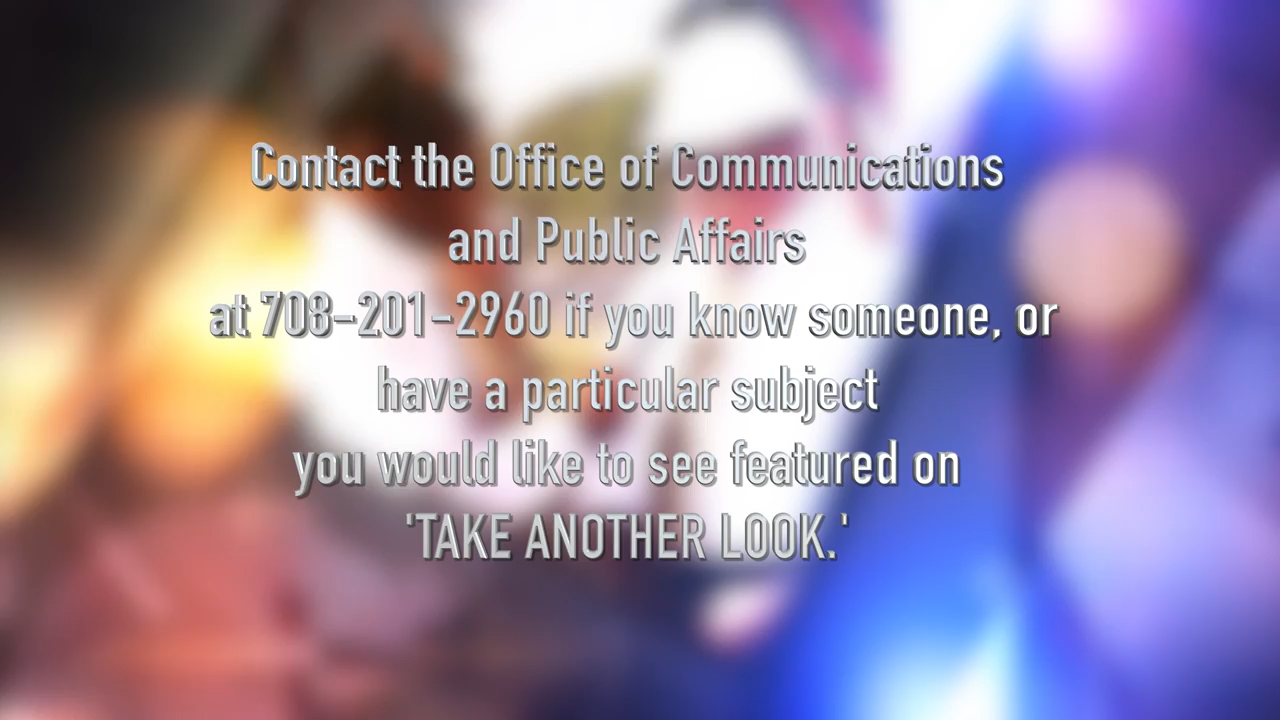 Contact the Office of Communications
and Public Affairs
at 708-201-2960 if you know someone, or
have a particular subject
you would like to see featured on
'TAKE ANOTHER LOOK.'